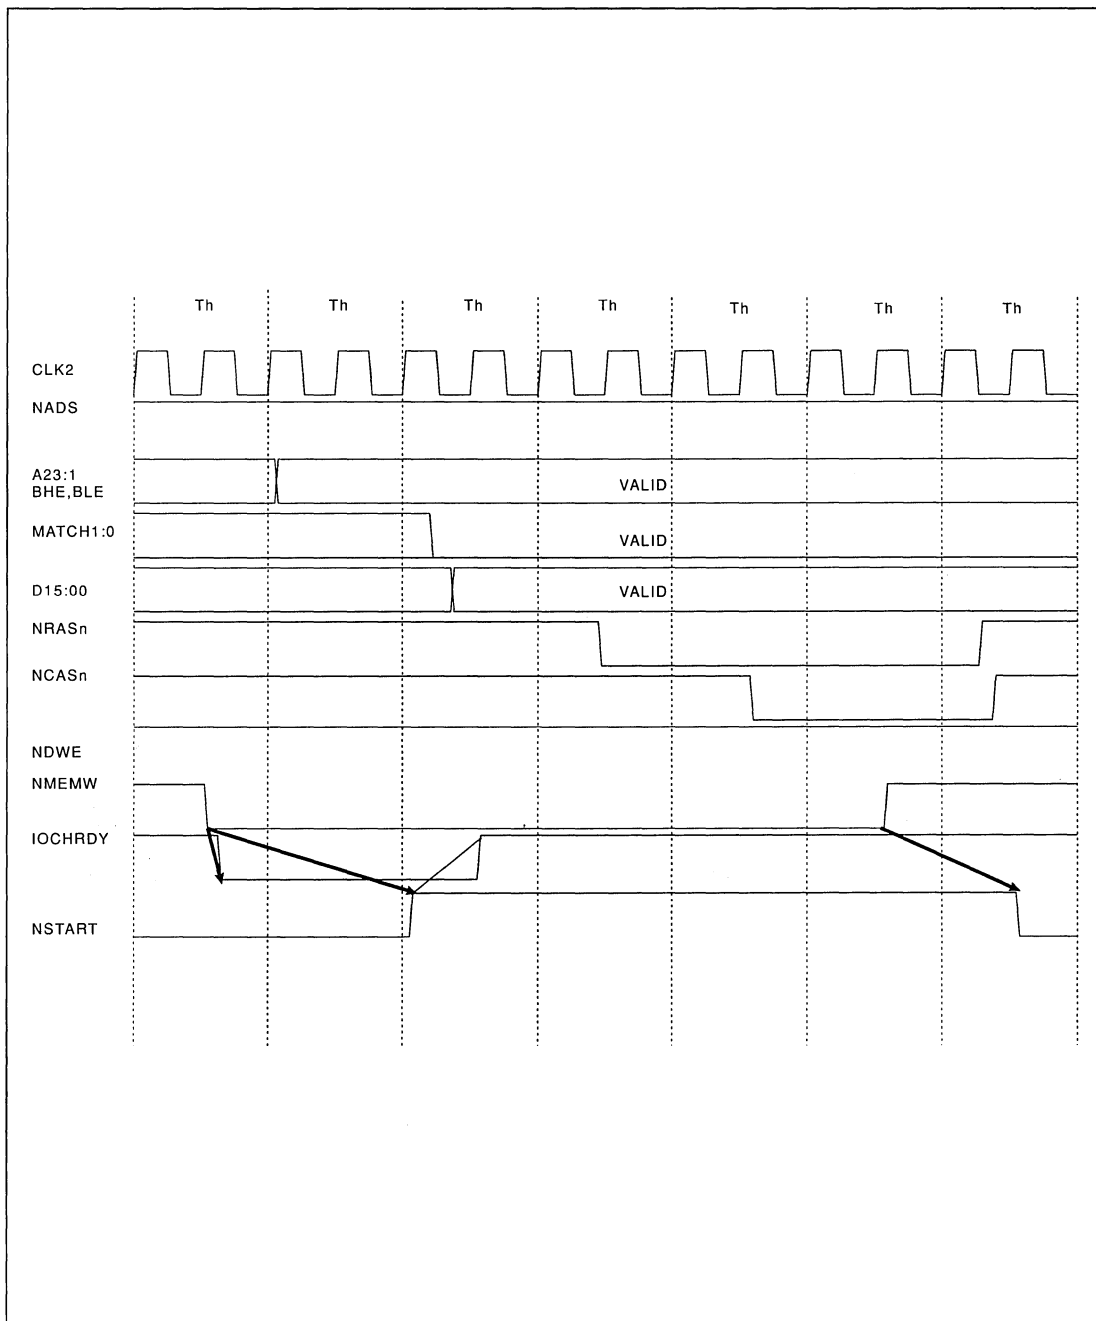 Th Th Th Th Th Th Th
CLK2
NADS
A23:1
BHE,BLE
VALID
MATCH1:0
VALID
D15:00
VALID
NRASn
NCASn
NDWE
NMEMW
IOCHRDY
NSTART